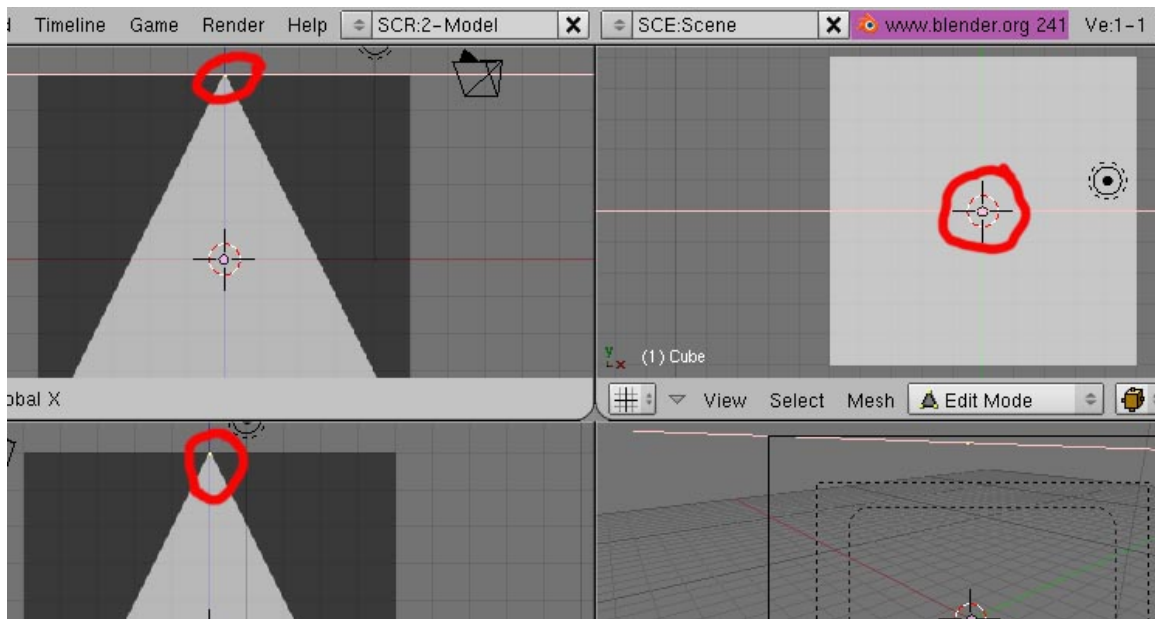 Timeline Game Render Help SCR:2-Model SCE:Scene www.blender.org 241 Ve:1-1
y
x (1) Cube
obal X View Select Mesh Edit Mode